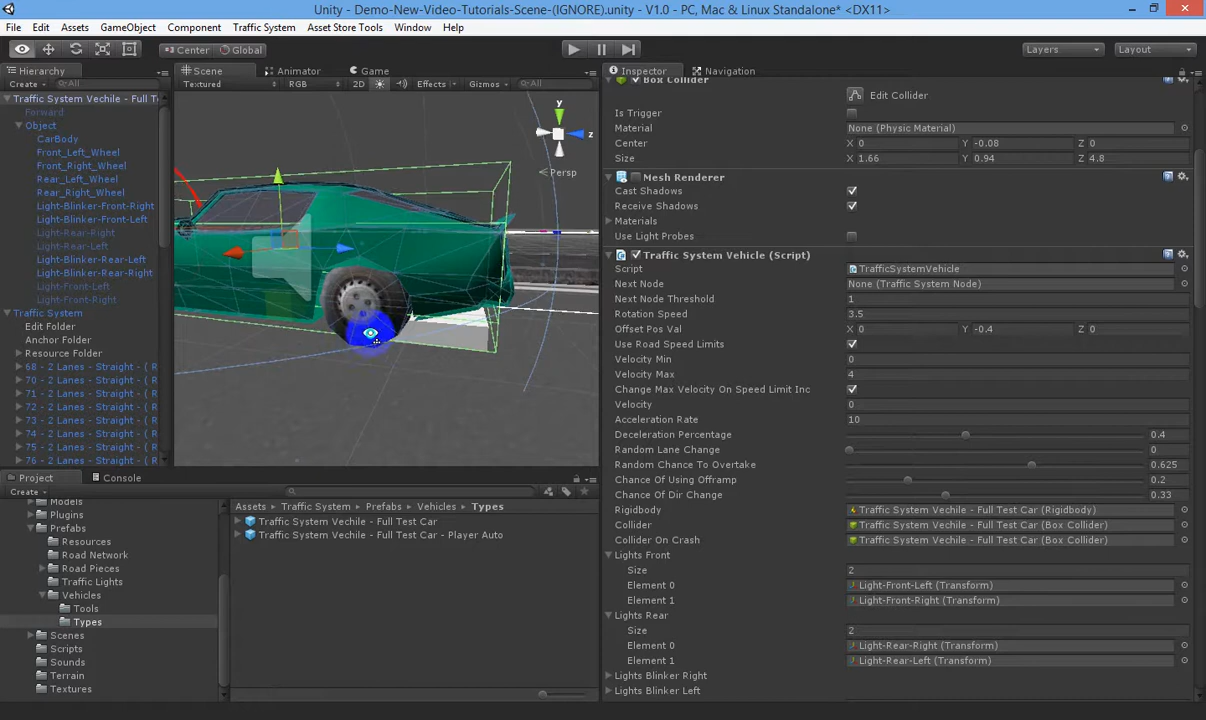 Unity - Demo-New-Video-Tutorials-Scene-(IGNORE).unity - V1.0 - PC, Mac & Linux Standalone* <DX11>
File Edit Assets GameObject Component Traffic System Asset Store Tools Window Help
Center Global Layers Layout
Hierarchy Scene Animator Game Inspector Navigation
Create All Textured RGB 2D Effects Gizmos All
Box Collider
Traffic System Vechile - Full T
Forward
Object
CarBody
Front_Left_Wheel
Front_Right_Wheel
Rear_Left_Wheel
Rear_Right_Wheel
Light-Blinker-Front-Right
Light-Blinker-Front-Left
Light-Rear-Right
Light-Rear-Left
Light-Blinker-Rear-Left
Light-Blinker-Rear-Right
Light-Front-Left
Light-Front-Right
Traffic System
Edit Folder
Anchor Folder
Resource Folder
68 - 2 Lanes - Straight - ( R
70 - 2 Lanes - Straight - ( R
71 - 2 Lanes - Straight - ( R
72 - 2 Lanes - Straight - ( R
73 - 2 Lanes - Straight - ( R
74 - 2 Lanes - Straight - ( R
75 - 2 Lanes - Straight - ( R
76 - 2 Lanes - Straight - ( R
y
z
Persp
Edit Collider
Is Trigger
Material None (Physic Material)
Center X 0 Y -0.08 Z 0
Size X 1.66 Y 0.94 Z 4.8
Mesh Renderer
Cast Shadows
Receive Shadows
Materials
Use Light Probes
Traffic System Vehicle (Script)
Script TrafficSystemVehicle
Next Node None (Traffic System Node)
Next Node Threshold 1
Rotation Speed 3.5
Offset Pos Val X 0 Y -0.4 Z 0
Use Road Speed Limits
Velocity Min 0
Velocity Max 4
Change Max Velocity On Speed Limit Inc
Velocity 0
Acceleration Rate 10
Deceleration Percentage 0.4
Random Lane Change 0
Random Chance To Overtake 0.625
Chance Of Using Offramp 0.2
Chance Of Dir Change 0.33
Rigidbody Traffic System Vechile - Full Test Car (Rigidbody)
Collider Traffic System Vechile - Full Test Car (Box Collider)
Collider On Crash Traffic System Vechile - Full Test Car (Box Collider)
Lights Front
Size 2
Element 0 Light-Front-Left (Transform)
Element 1 Light-Front-Right (Transform)
Lights Rear
Size 2
Element 0 Light-Rear-Right (Transform)
Element 1 Light-Rear-Left (Transform)
Lights Blinker Right
Lights Blinker Left
Project Console
Create
Models
Plugins
Prefabs
Resources
Road Network
Road Pieces
Traffic Lights
Vehicles
Tools
Types
Scenes
Scripts
Sounds
Terrain
Textures
Assets Traffic System Prefabs Vehicles Types
Traffic System Vechile - Full Test Car
Traffic System Vechile - Full Test Car - Player Auto